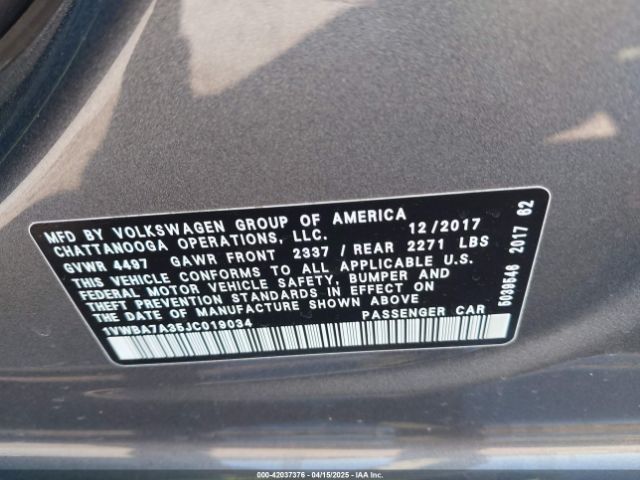 MFD BY VOLKSWAGEN GROUP OF AMERICA
CHATTANOOGA OPERATIONS, LLC. 12/2017
GVWR 4497 GAWR FRONT 2337 / REAR 2271 LBS
THIS VEHICLE CONFORMS TO ALL APPLICABLE U.S.
FEDERAL MOTOR VEHICLE SAFETY, BUMPER AND
THEFT PREVENTION STANDARDS IN EFFECT ON
THE DATE OF MANUFACTURE SHOWN ABOVE
1VWBA7A35JC019034 PASSENGER CAR
5039546 2017 62
000-42037376 - 04/15/2025 - IAA Inc.